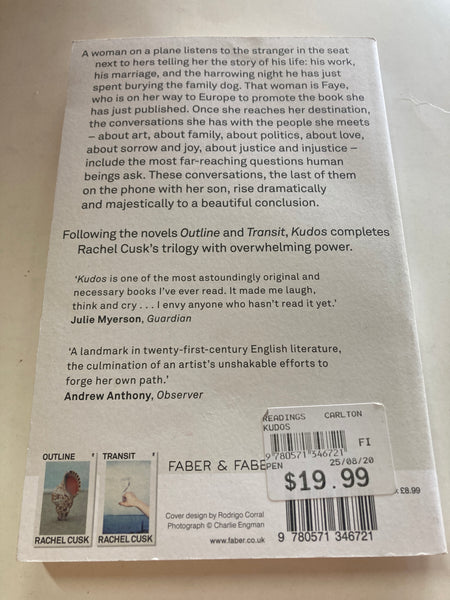 A woman on a plane listens to the stranger in the seat
next to hers telling her the story of his life: his work,
his marriage, and the harrowing night he has just
spent burying the family dog. That woman is Faye,
who is on her way to Europe to promote the book she
has just published. Once she reaches her destination,
the conversations she has with the people she meets
– about art, about family, about politics, about love,
about sorrow and joy, about justice and injustice –
include the most far-reaching questions human
beings ask. These conversations, the last of them
on the phone with her son, rise dramatically
and majestically to a beautiful conclusion.
Following the novels Outline and Transit, Kudos completes
Rachel Cusk's trilogy with overwhelming power.
‘Kudos is one of the most astoundingly original and
necessary books I've ever read. It made me laugh,
think and cry . . . I envy anyone who hasn't read it yet.’
Julie Myerson, Guardian
‘A landmark in twenty-first-century English literature,
the culmination of an artist's unshakable efforts to
forge her own path.’
Andrew Anthony, Observer
READINGS CARLTON
KUDOS
FI
9 780571 346721
PEN 25/08/20
$19.99
OUTLINE
RACHEL CUSK
TRANSIT
RACHEL CUSK
FABER & FABE
£8.99
Cover design by Rodrigo Corral
Photograph © Charlie Engman
www.faber.co.uk
9 780571 346721